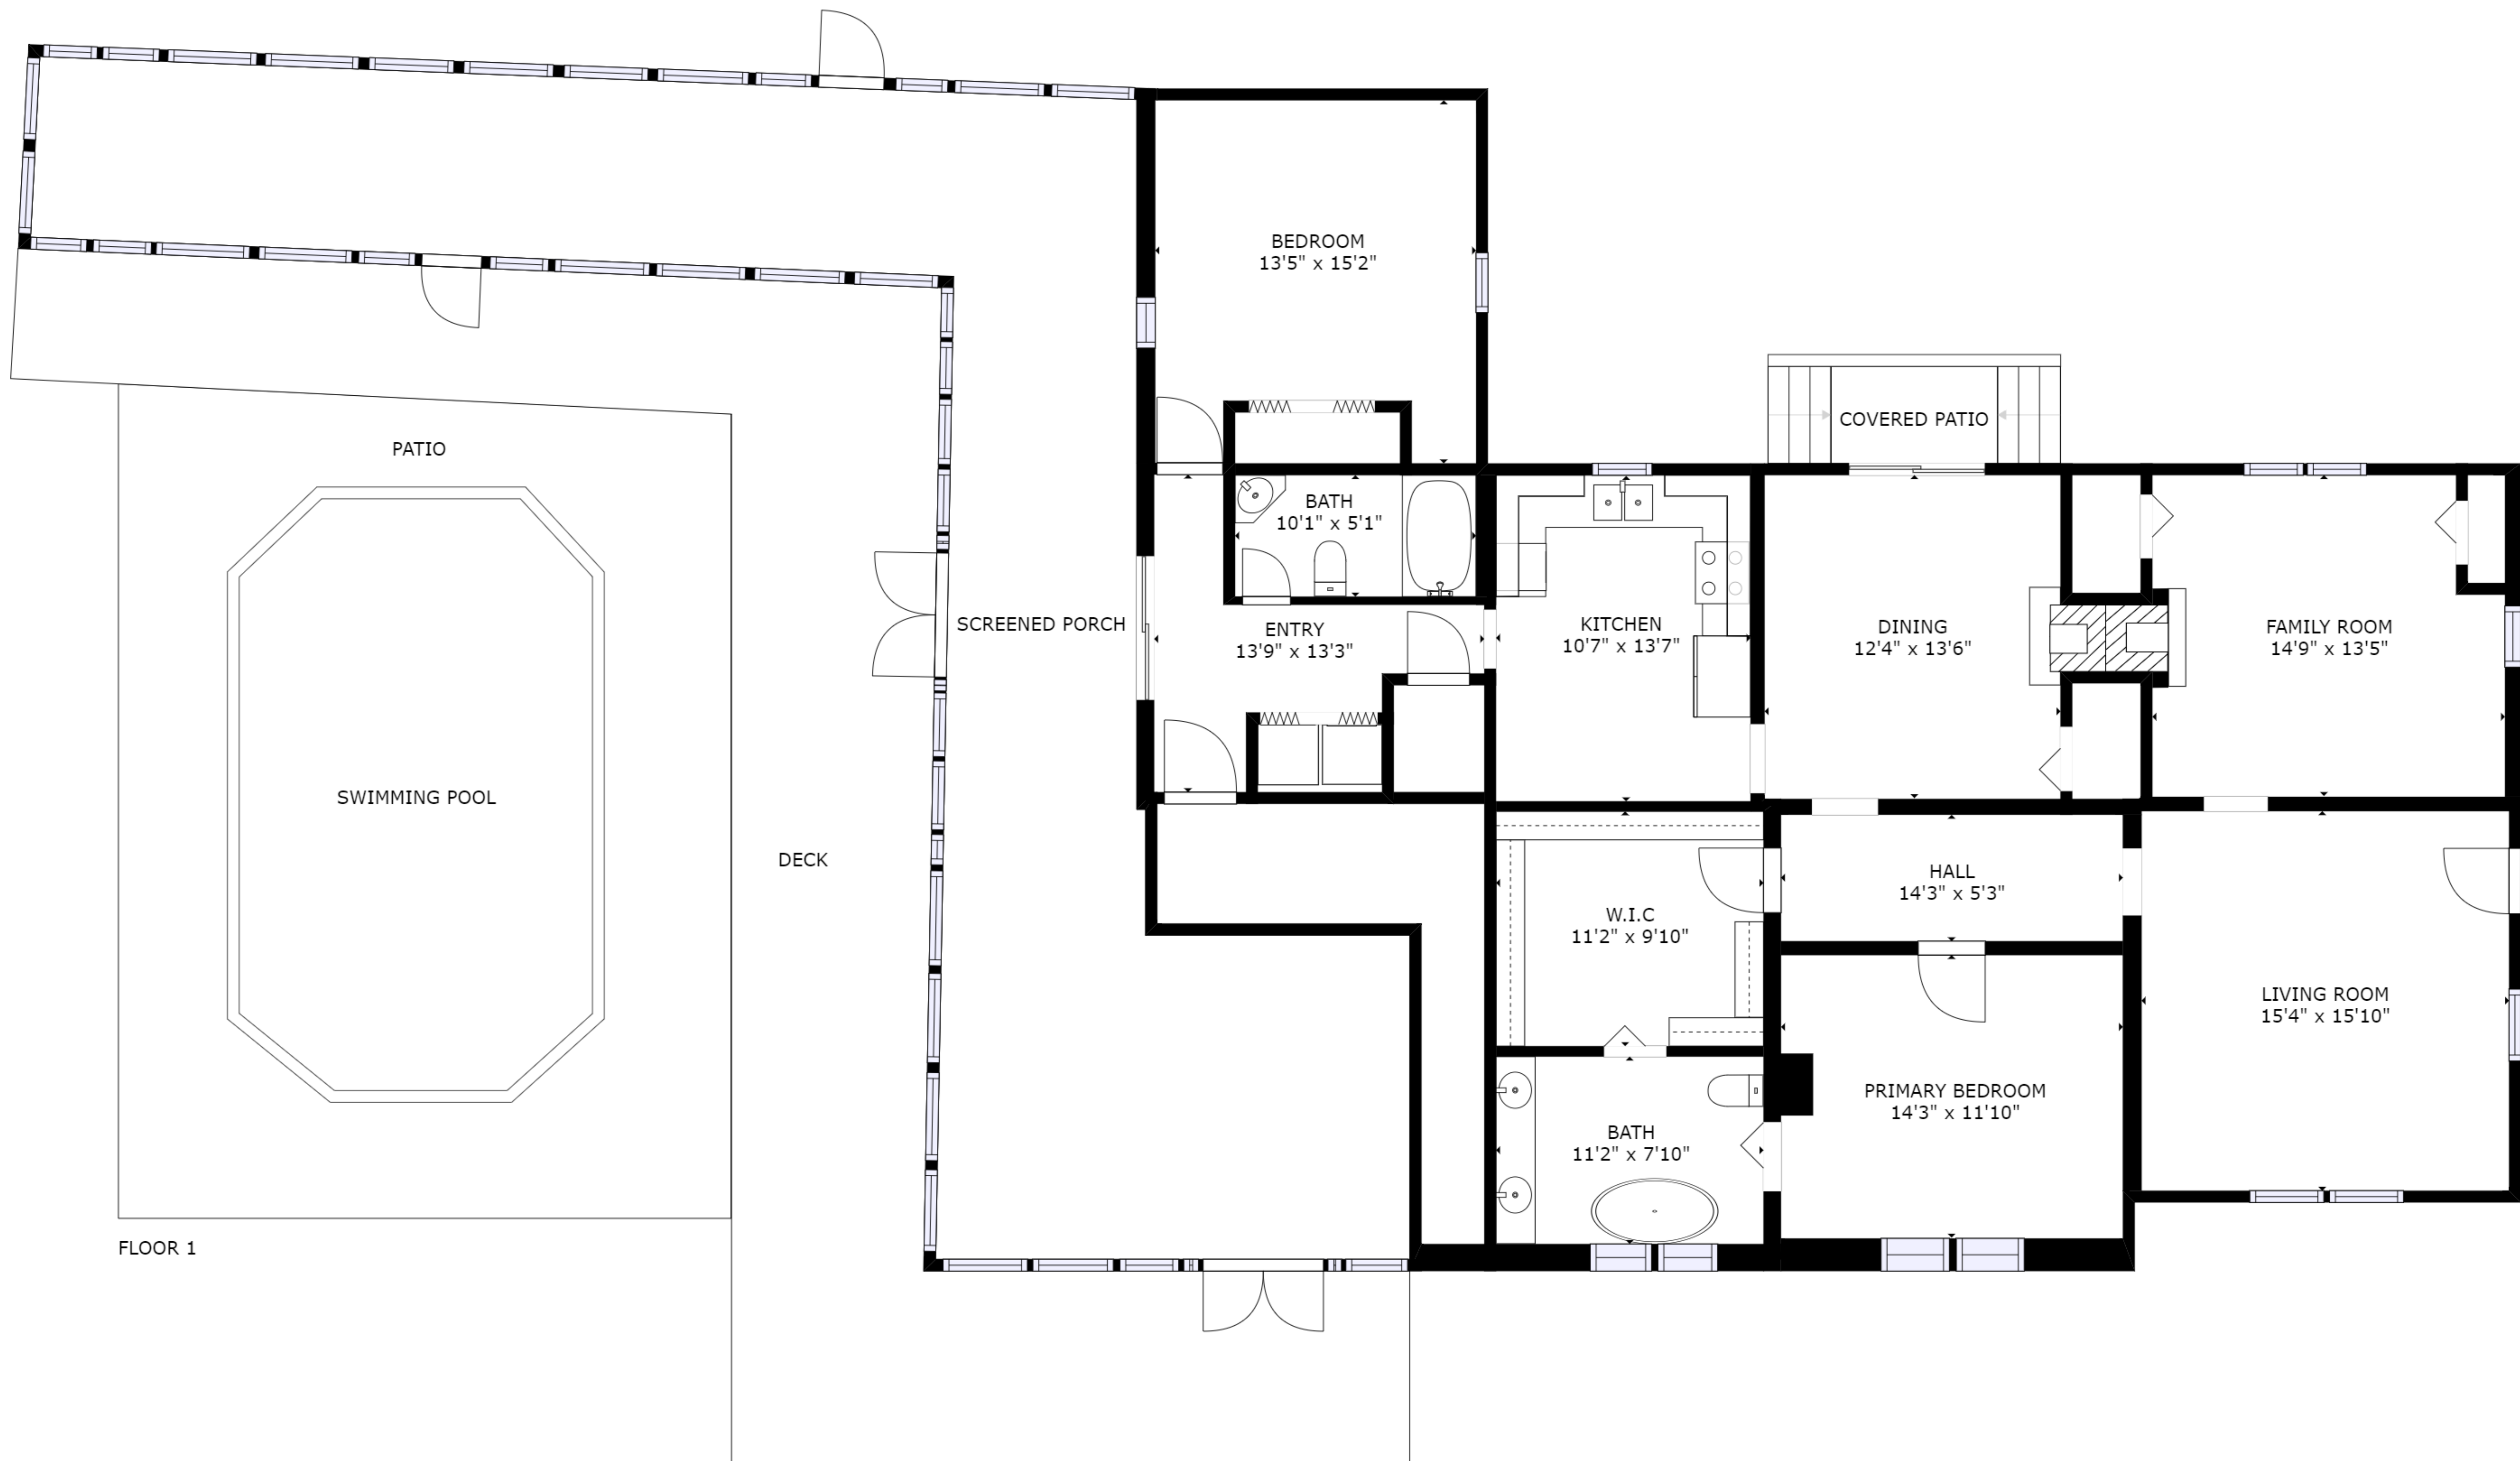 BEDROOM
13'5" x 15'2"
COVERED PATIO
PATIO
BATH
10'1" x 5'1"
SCREENED PORCH
ENTRY
13'9" x 13'3"
KITCHEN
10'7" x 13'7"
DINING
12'4" x 13'6"
FAMILY ROOM
14'9" x 13'5"
SWIMMING POOL
DECK
W.I.C
11'2" x 9'10"
HALL
14'3" x 5'3"
LIVING ROOM
15'4" x 15'10"
PRIMARY BEDROOM
14'3" x 11'10"
BATH
11'2" x 7'10"
FLOOR 1